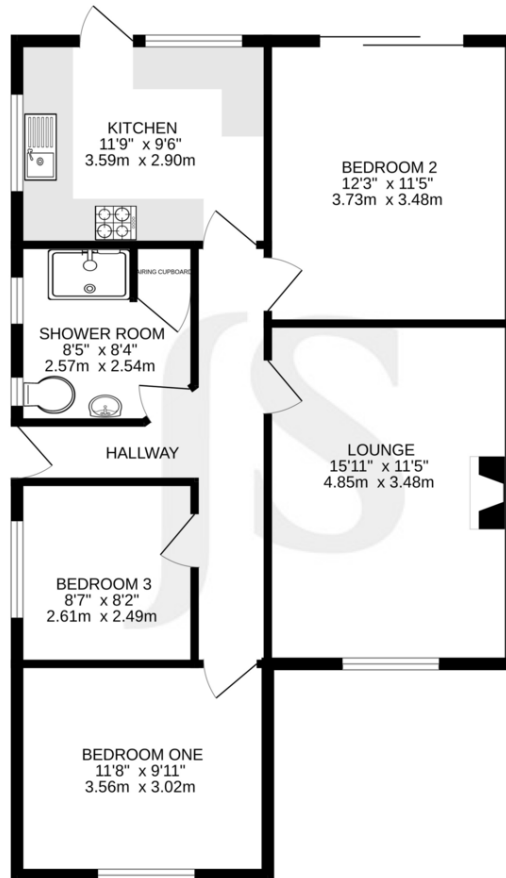 KITCHEN
11'9" x 9'6"
3.59m x 2.90m
BEDROOM 2
12'3" x 11'5"
3.73m x 3.48m
AIRING CUPBOARD
SHOWER ROOM
8'5" x 8'4"
2.57m x 2.54m
HALLWAY
LOUNGE
15'11" x 11'5"
4.85m x 3.48m
BEDROOM 3
8'7" x 8'2"
2.61m x 2.49m
BEDROOM ONE
11'8" x 9'11"
3.56m x 3.02m
JS